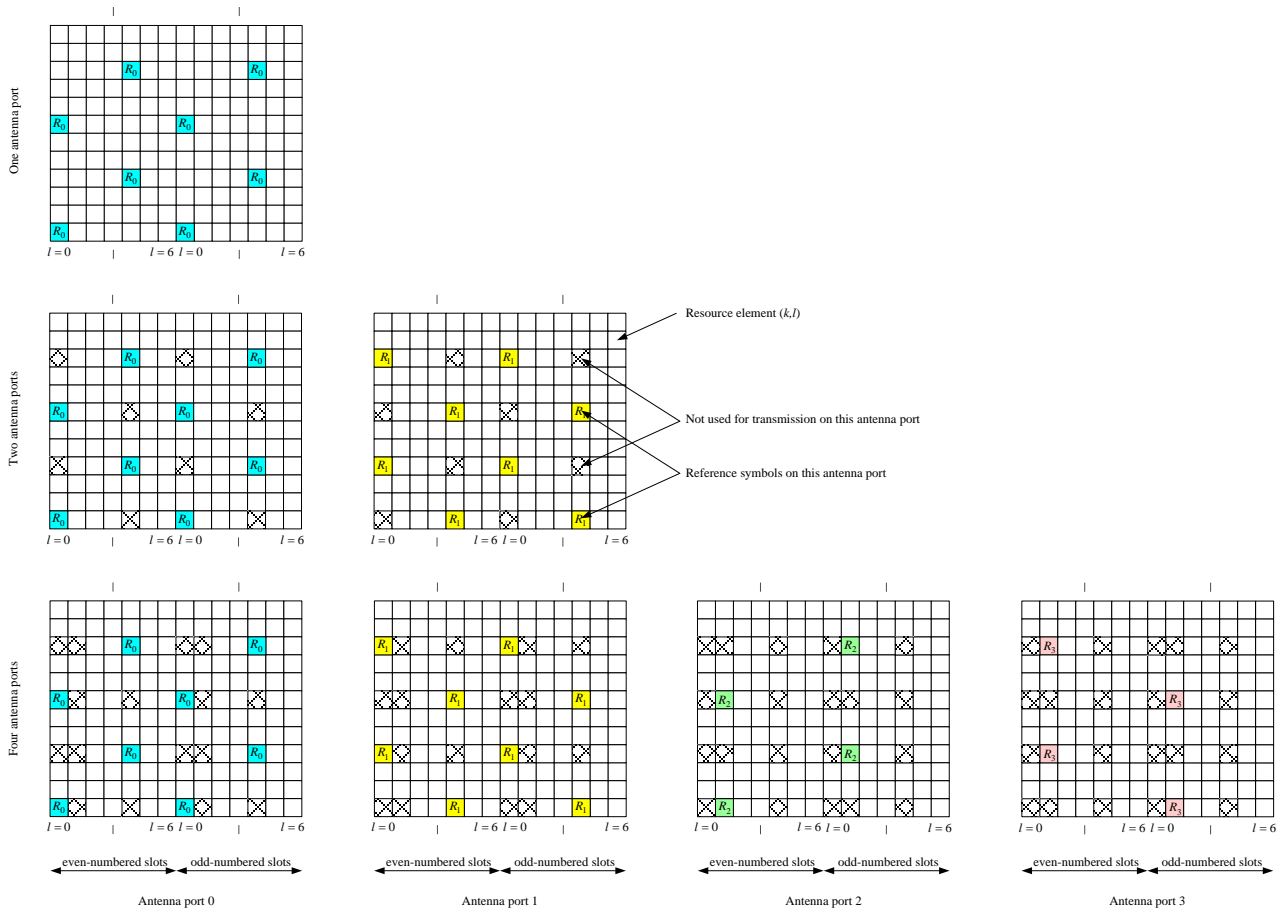 One antenna port
R0 R0
R0 R0
R0 R0
R0 R0
l = 0 l = 6 l = 0 l = 6
Two antenna ports
R0 R0
R0 R0
R0 R0
R0 R0
l = 0 l = 6 l = 0 l = 6
R1 R1
R1 R
R1 R1
R1 R1
l = 0 l = 6 l = 0 l = 6
Resource element (k,l)
Not used for transmission on this antenna port
Reference symbols on this antenna port
Four antenna ports
R0 R0
R0 R0
R0 R0
R0 R0
l = 0 l = 6 l = 0 l = 6
even-numbered slots odd-numbered slots
Antenna port 0
R1 R1
R1 R1
R1 R1
R1 R1
l = 0 l = 6 l = 0 l = 6
even-numbered slots odd-numbered slots
Antenna port 1
R2
R2
R2
R2
l = 0 l = 6 l = 0 l = 6
even-numbered slots odd-numbered slots
Antenna port 2
R3
R3
R3
R3
l = 0 l = 6 l = 0 l = 6
even-numbered slots odd-numbered slots
Antenna port 3